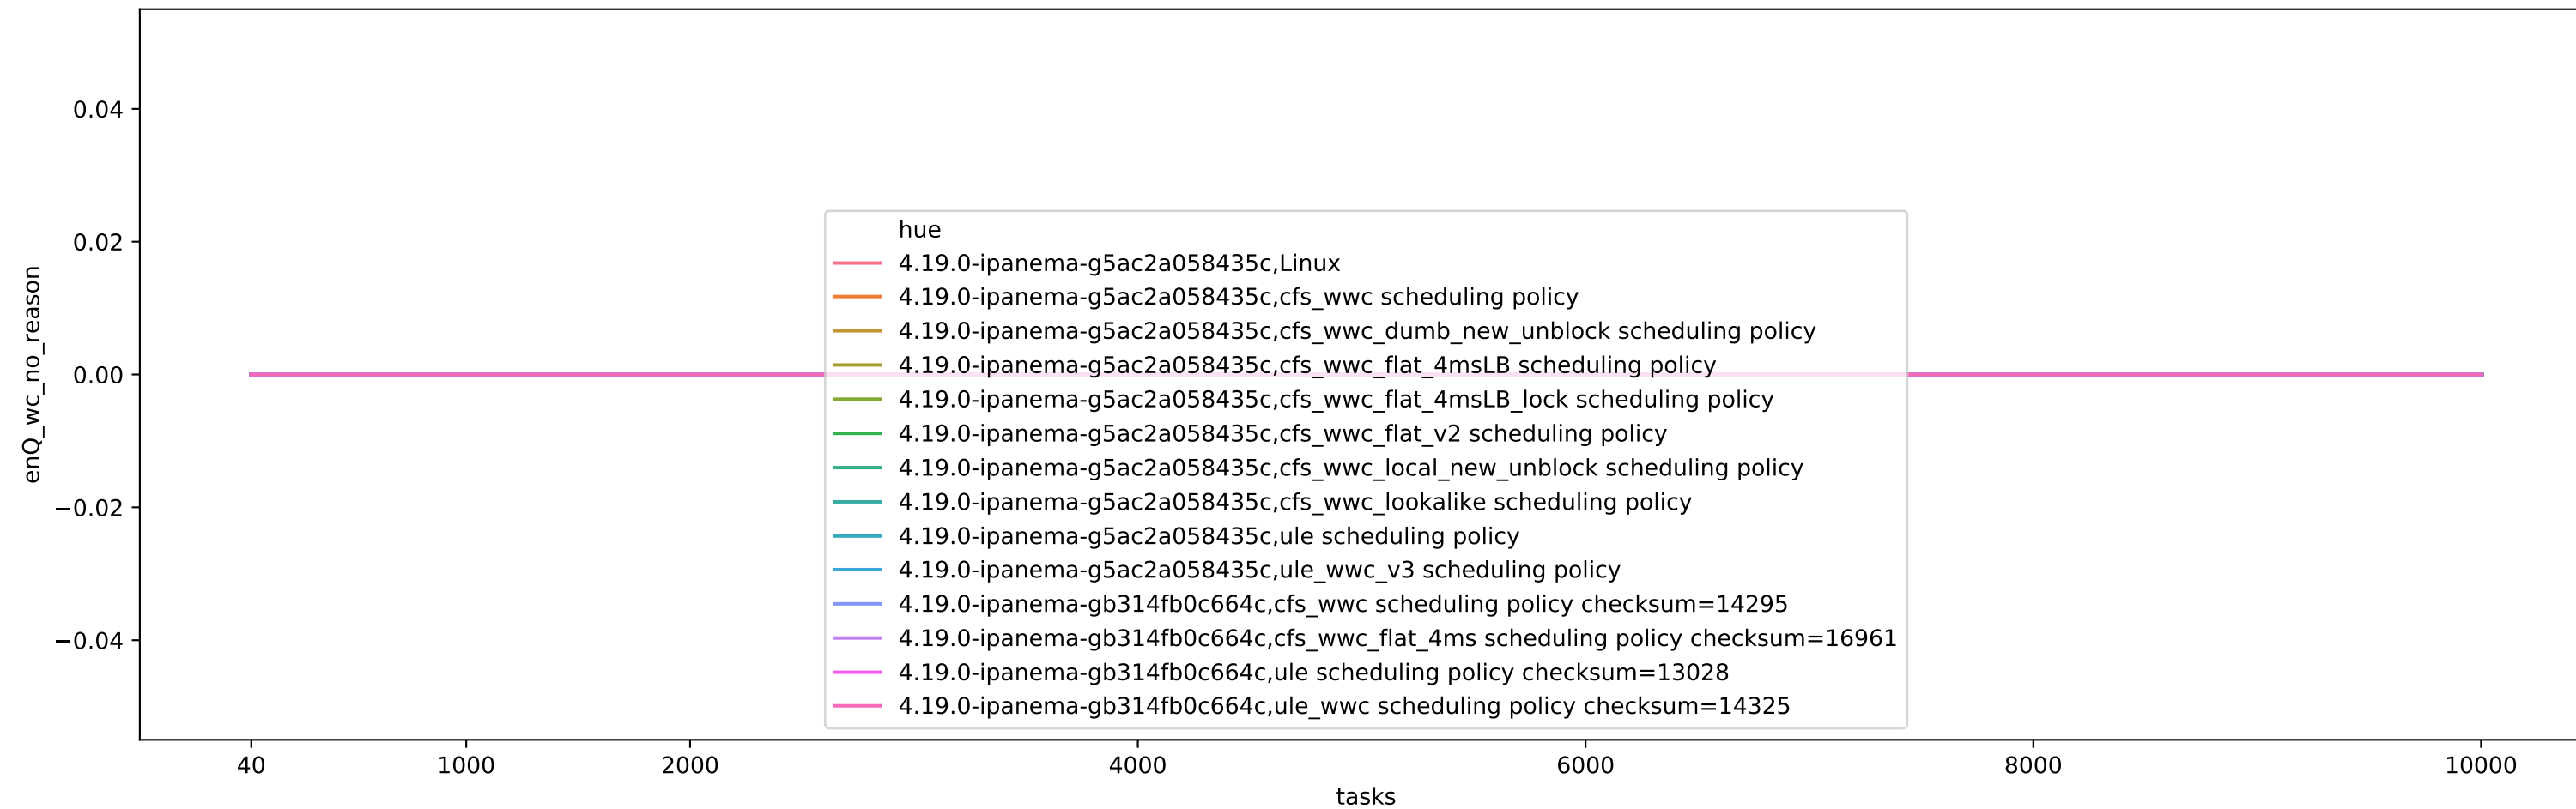 0.04
0.02
0.00
−0.02
−0.04
enQ_wc_no_reason
hue
4.19.0-ipanema-g5ac2a058435c,Linux
4.19.0-ipanema-g5ac2a058435c,cfs_wwc scheduling policy
4.19.0-ipanema-g5ac2a058435c,cfs_wwc_dumb_new_unblock scheduling policy
4.19.0-ipanema-g5ac2a058435c,cfs_wwc_flat_4msLB scheduling policy
4.19.0-ipanema-g5ac2a058435c,cfs_wwc_flat_4msLB_lock scheduling policy
4.19.0-ipanema-g5ac2a058435c,cfs_wwc_flat_v2 scheduling policy
4.19.0-ipanema-g5ac2a058435c,cfs_wwc_local_new_unblock scheduling policy
4.19.0-ipanema-g5ac2a058435c,cfs_wwc_lookalike scheduling policy
4.19.0-ipanema-g5ac2a058435c,ule scheduling policy
4.19.0-ipanema-g5ac2a058435c,ule_wwc_v3 scheduling policy
4.19.0-ipanema-gb314fb0c664c,cfs_wwc scheduling policy checksum=14295
4.19.0-ipanema-gb314fb0c664c,cfs_wwc_flat_4ms scheduling policy checksum=16961
4.19.0-ipanema-gb314fb0c664c,ule scheduling policy checksum=13028
4.19.0-ipanema-gb314fb0c664c,ule_wwc scheduling policy checksum=14325
40 1000 2000 4000 6000 8000 10000
tasks